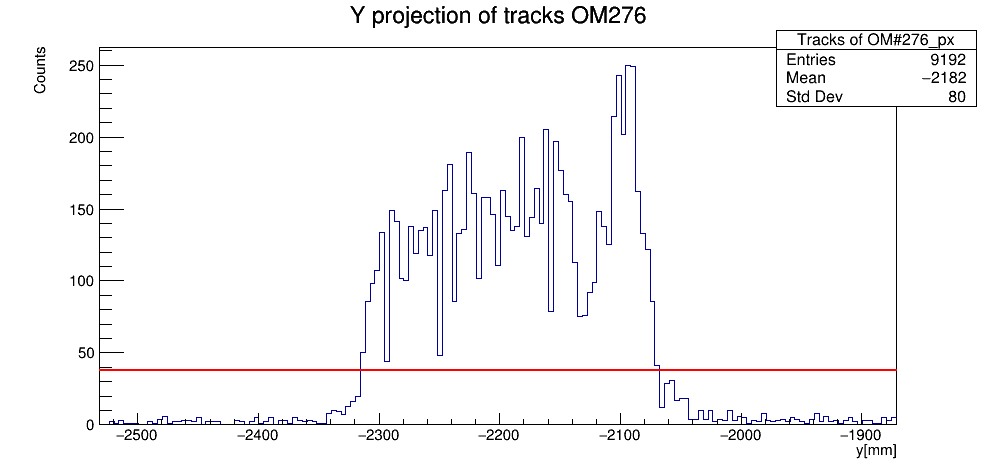 Y projection of tracks OM276
Tracks of OM#276_px
Entries 9192
Mean −2182
Std Dev 80
Counts
250
200
150
100
50
0
−2500 −2400 −2300 −2200 −2100 −2000 −1900
y[mm]